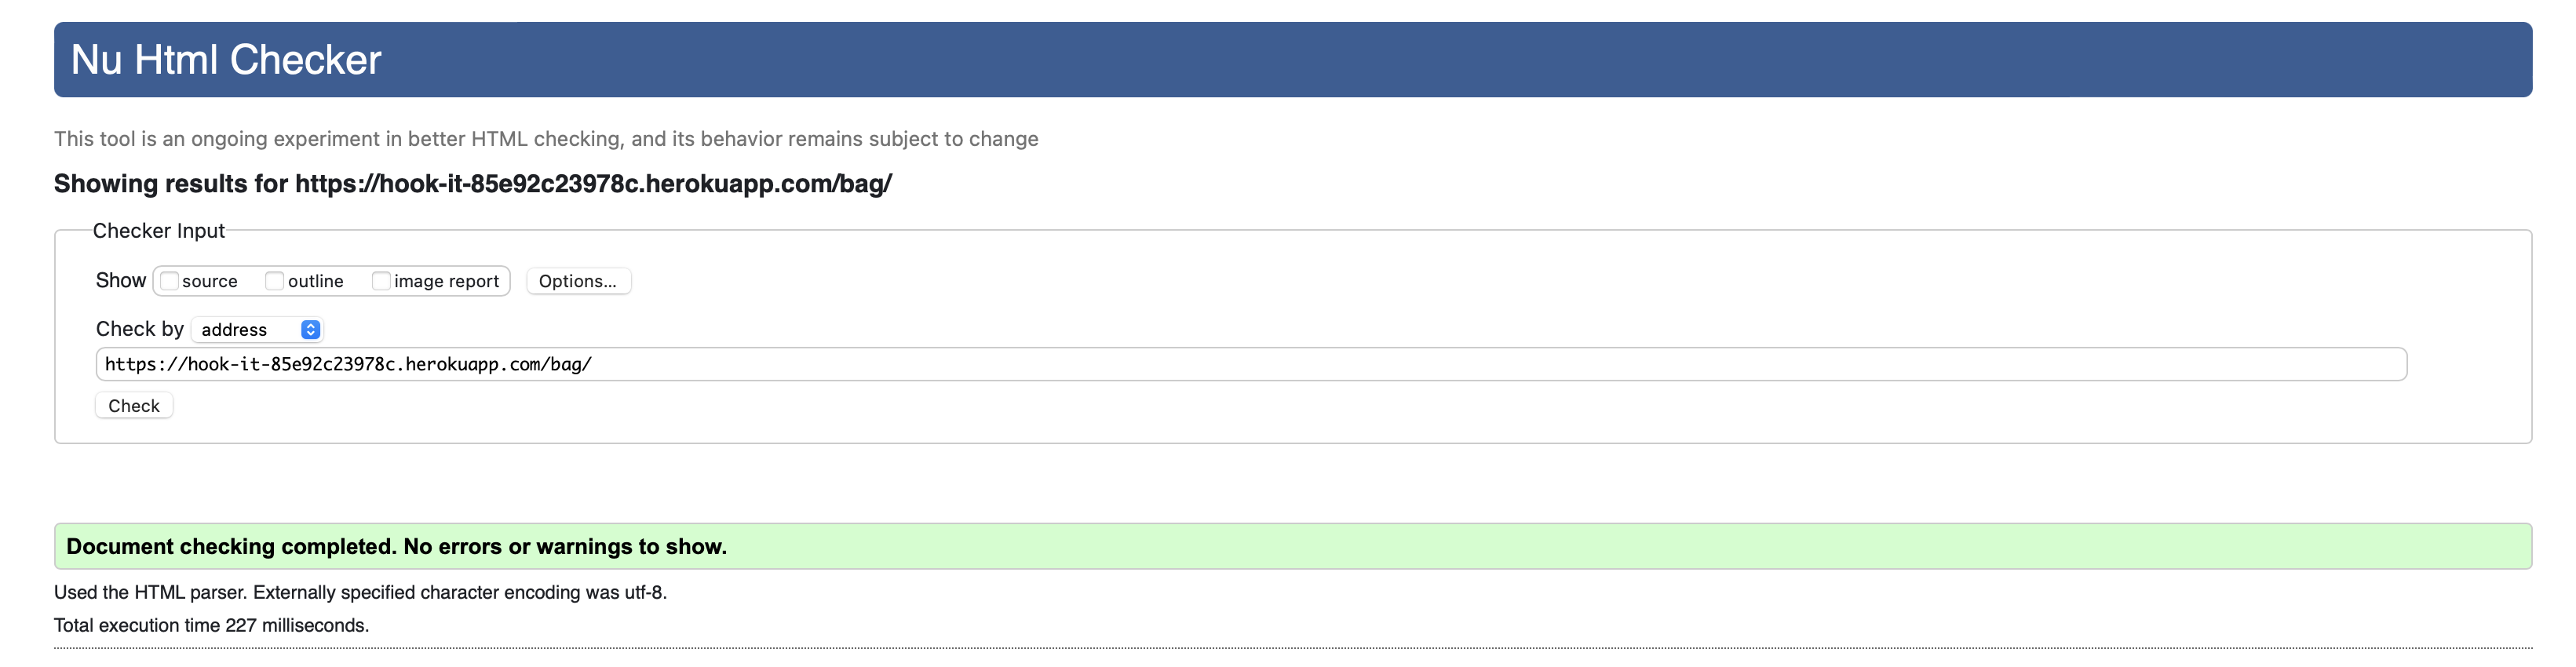 Nu Html Checker
This tool is an ongoing experiment in better HTML checking, and its behavior remains subject to change
Showing results for https://hook-it-85e92c23978c.herokuapp.com/bag/
Checker Input
Show source outline image report Options...
Check by address
https://hook-it-85e92c23978c.herokuapp.com/bag/
Check
Document checking completed. No errors or warnings to show.
Used the HTML parser. Externally specified character encoding was utf-8.
Total execution time 227 milliseconds.